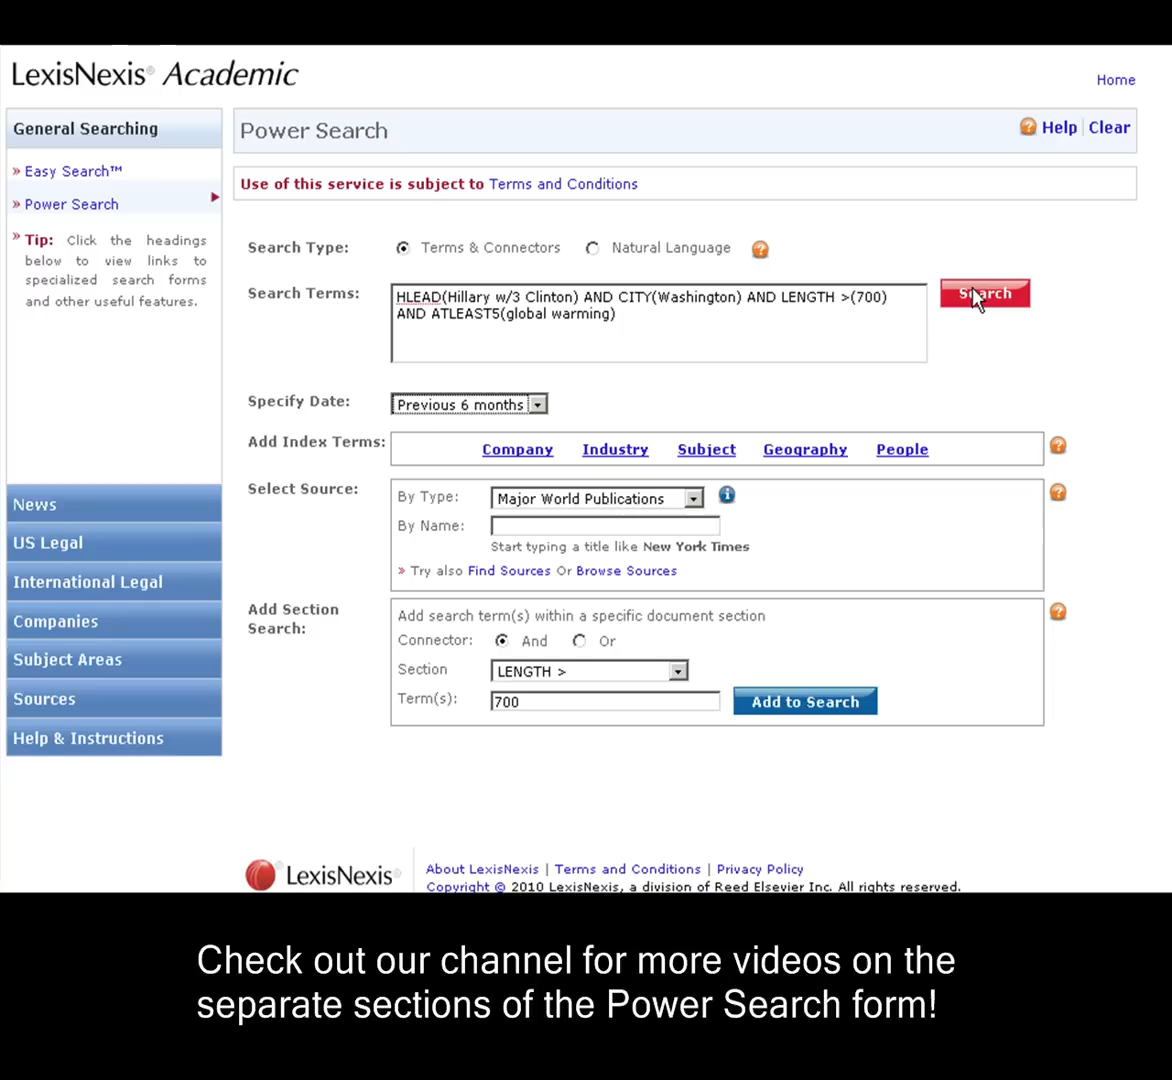 LexisNexis® Academic
Home
General Searching
» Easy Search™
» Power Search
» Tip: Click the headings
below to view links to
specialized search forms
and other useful features.
News
US Legal
International Legal
Companies
Subject Areas
Sources
Help & Instructions
Power Search
? Help | Clear
Use of this service is subject to Terms and Conditions
Search Type: Terms & Connectors Natural Language ?
Search Terms: HLEAD(Hillary w/3 Clinton) AND CITY(Washington) AND LENGTH >(700)
AND ATLEAST5(global warming)
Search
Specify Date: Previous 6 months
Add Index Terms: Company Industry Subject Geography People ?
Select Source: By Type: Major World Publications i ?
By Name:
Start typing a title like New York Times
» Try also Find Sources Or Browse Sources
Add Section
Search:
Add search term(s) within a specific document section ?
Connector: And Or
Section LENGTH >
Term(s): 700 Add to Search
LexisNexis®
About LexisNexis | Terms and Conditions | Privacy Policy
Copyright © 2010 LexisNexis, a division of Reed Elsevier Inc. All rights reserved.
Check out our channel for more videos on the
separate sections of the Power Search form!